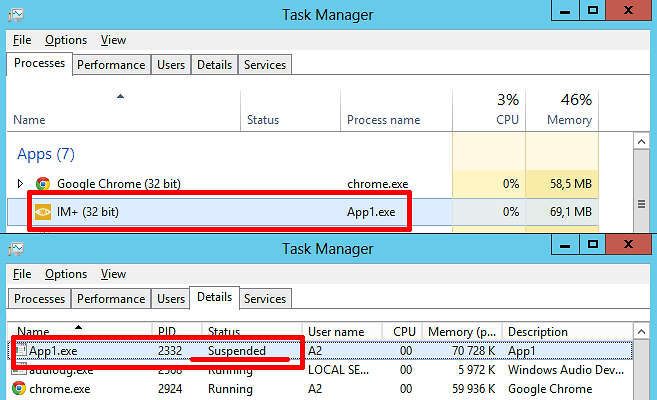 Task Manager
File Options View
Processes Performance Users Details Services
3% 46%
Name Status Process name CPU Memory
Apps (7)
Google Chrome (32 bit) chrome.exe 0% 58,5 MB
IM+ (32 bit) App1.exe 0% 69,1 MB
Task Manager
File Options View
Processes Performance Users Details Services
Name PID Status User name CPU Memory (p... Description
App1.exe 2332 Suspended A2 00 70 728 K App1
audiodg.exe 2908 Running LOCAL SE... 00 5 972 K Windows Audio Dev...
chrome.exe 2924 Running A2 00 59 936 K Google Chrome